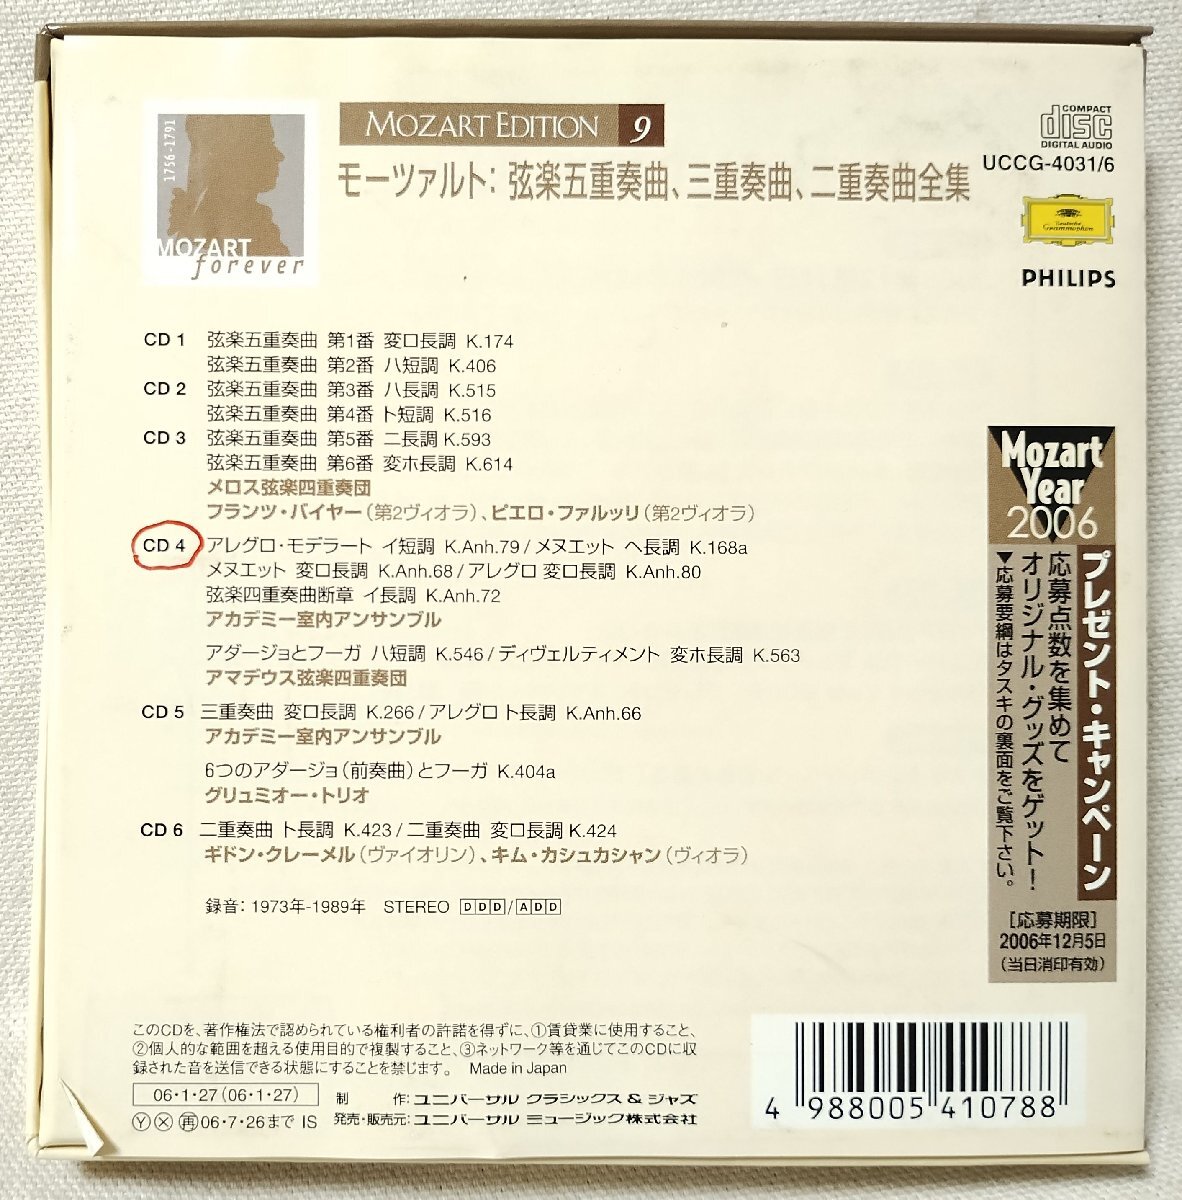 1756-1791
MOZART
forever
MOZART EDITION 9
モーツァルト: 弦楽五重奏曲、三重奏曲、二重奏曲全集
COMPACT
disc
DIGITAL AUDIO
UCCG-4031/6
Deutsche
Grammophon
PHILIPS
CD 1 弦楽五重奏曲 第1番 変ロ長調 K.174
弦楽五重奏曲 第2番 ハ短調 K.406
CD 2 弦楽五重奏曲 第3番 ハ長調 K.515
弦楽五重奏曲 第4番 ト短調 K.516
CD 3 弦楽五重奏曲 第5番 ニ長調 K.593
弦楽五重奏曲 第6番 変ホ長調 K.614
メロス弦楽四重奏団
フランツ・バイヤー(第2ヴィオラ)、ピエロ・ファルッリ(第2ヴィオラ)
CD 4 アレグロ・モデラート イ短調 K.Anh.79 / メヌエット ヘ長調 K.168a
メヌエット 変ロ長調 K.Anh.68 / アレグロ 変ロ長調 K.Anh.80
弦楽四重奏曲断章 イ長調 K.Anh.72
アカデミー室内アンサンブル
アダージョとフーガ ハ短調 K.546 / ディヴェルティメント 変ホ長調 K.563
アマデウス弦楽四重奏団
CD 5 三重奏曲 変ロ長調 K.266 / アレグロ ト長調 K.Anh.66
アカデミー室内アンサンブル
6つのアダージョ(前奏曲)とフーガ K.404a
グリュミオー・トリオ
CD 6 二重奏曲 ト長調 K.423 / 二重奏曲 変ロ長調 K.424
ギドン・クレーメル(ヴァイオリン)、キム・カシュカシャン(ヴィオラ)
録音: 1973年-1989年 STEREO DDD/ADD
Mozart
Year
2006
プレゼント・キャンペーン
応募点数を集めて
オリジナル・グッズをゲット!
▼応募要綱はタスキの裏面をご覧下さい。
[応募期限]
2006年12月5日
(当日消印有効)
このCDを、著作権法で認められている権利者の許諾を得ずに、①賃貸業に使用すること、
②個人的な範囲を超える使用目的で複製すること、③ネットワーク等を通じてこのCDに収
録された音を送信できる状態にすることを禁じます。 Made in Japan
06・1・27(06・1・27)
Ⓨ Ⓧ 再 06・7・26まで IS
制 作: ユニバーサル クラシックス & ジャズ
発売・販売元: ユニバーサル ミュージック株式会社
4 988005 410788